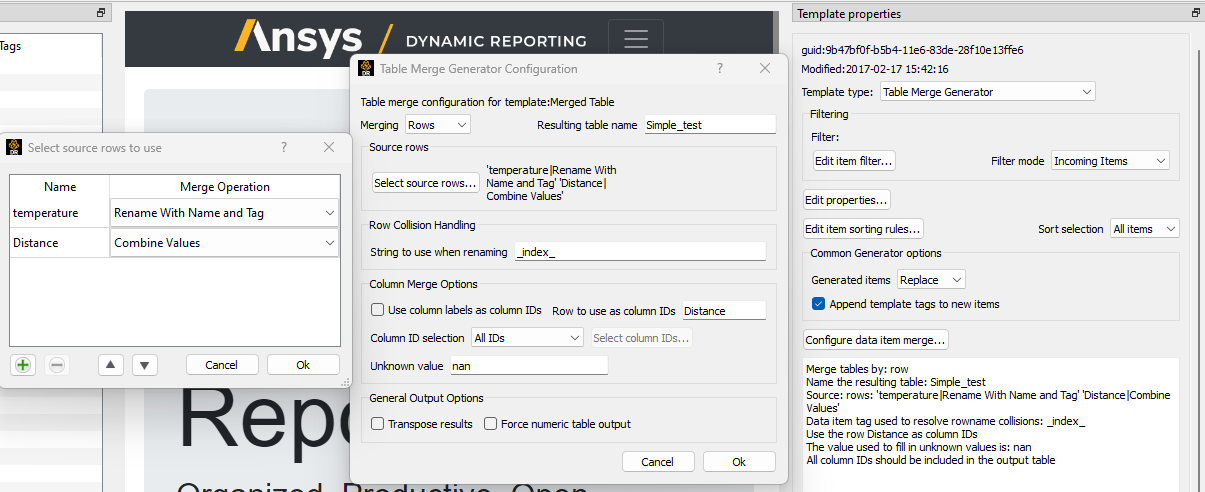 Tags
Ansys / DYNAMIC REPORTING
Select source rows to use ?
Name Merge Operation
temperature Rename With Name and Tag
Distance Combine Values
Cancel Ok
Repo
Organized. Productive. Open.
Table Merge Generator Configuration ?
Table merge configuration for template:Merged Table
Merging Rows Resulting table name Simple_test
Source rows
Select source rows... 'temperature|Rename With
Name and Tag' 'Distance|
Combine Values'
Row Collision Handling
String to use when renaming _index_
Column Merge Options
Use column labels as column IDs Row to use as column IDs Distance
Column ID selection All IDs Select column IDs...
Unknown value nan
General Output Options
Transpose results Force numeric table output
Cancel Ok
Template properties
guid:9b47bf0f-b5b4-11e6-83de-28f10e13ffe6
Modified:2017-02-17 15:42:16
Template type: Table Merge Generator
Filtering
Filter:
Edit item filter... Filter mode Incoming Items
Edit properties...
Edit item sorting rules... Sort selection All items
Common Generator options
Generated items Replace
Append template tags to new items
Configure data item merge...
Merge tables by: row
Name the resulting table: Simple_test
Source: rows: 'temperature|Rename With Name and Tag' 'Distance|Combine
Values'
Data item tag used to resolve rowname collisions: _index_
Use the row Distance as column IDs
The value used to fill in unknown values is: nan
All column IDs should be included in the output table